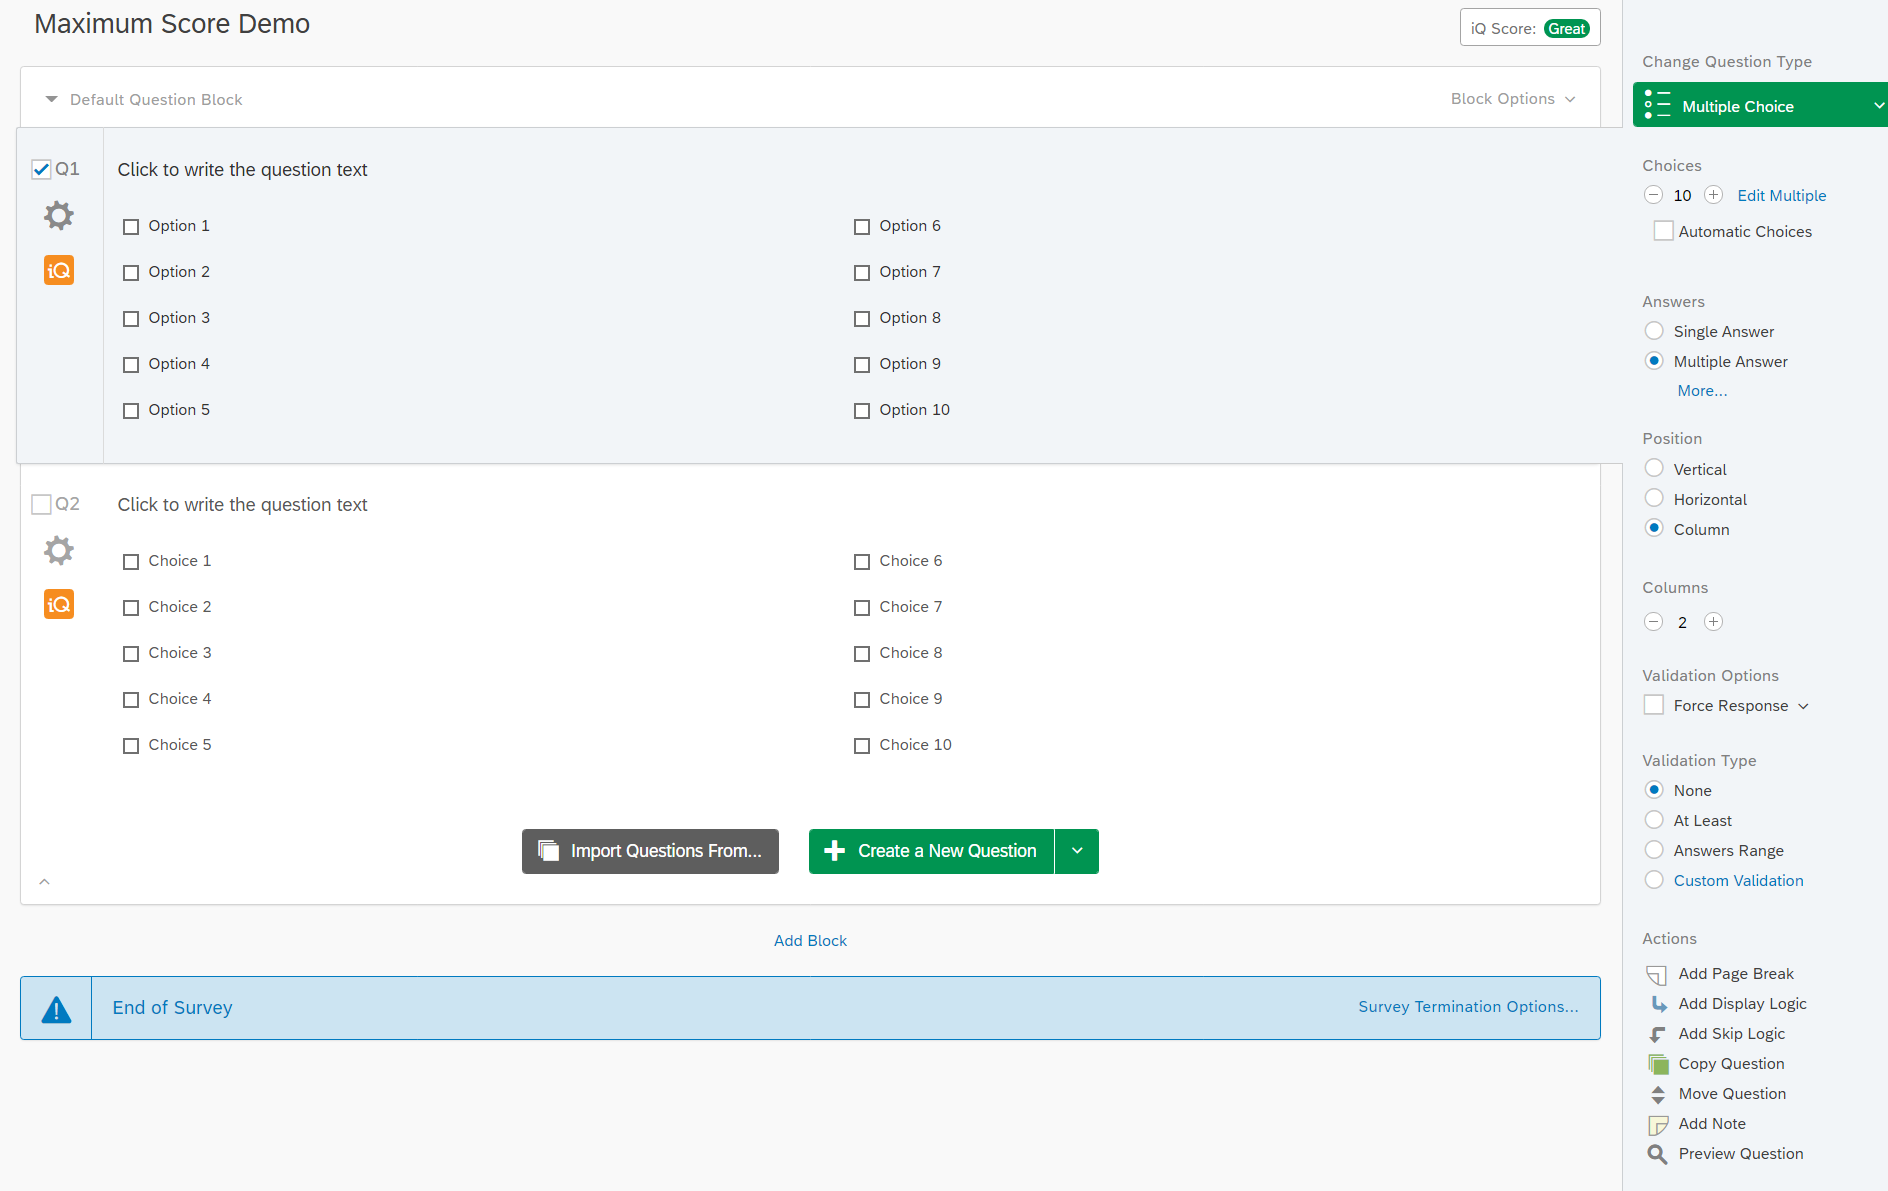 Maximum Score Demo
iQ Score: Great
Default Question Block
Block Options
Q1
Click to write the question text
iQ
Option 1
Option 2
Option 3
Option 4
Option 5
Option 6
Option 7
Option 8
Option 9
Option 10
Q2
Click to write the question text
iQ
Choice 1
Choice 2
Choice 3
Choice 4
Choice 5
Choice 6
Choice 7
Choice 8
Choice 9
Choice 10
Import Questions From...
Create a New Question
Add Block
End of Survey
Survey Termination Options...
Change Question Type
Multiple Choice
Choices
10 Edit Multiple
Automatic Choices
Answers
Single Answer
Multiple Answer
More...
Position
Vertical
Horizontal
Column
Columns
2
Validation Options
Force Response
Validation Type
None
At Least
Answers Range
Custom Validation
Actions
Add Page Break
Add Display Logic
Add Skip Logic
Copy Question
Move Question
Add Note
Preview Question